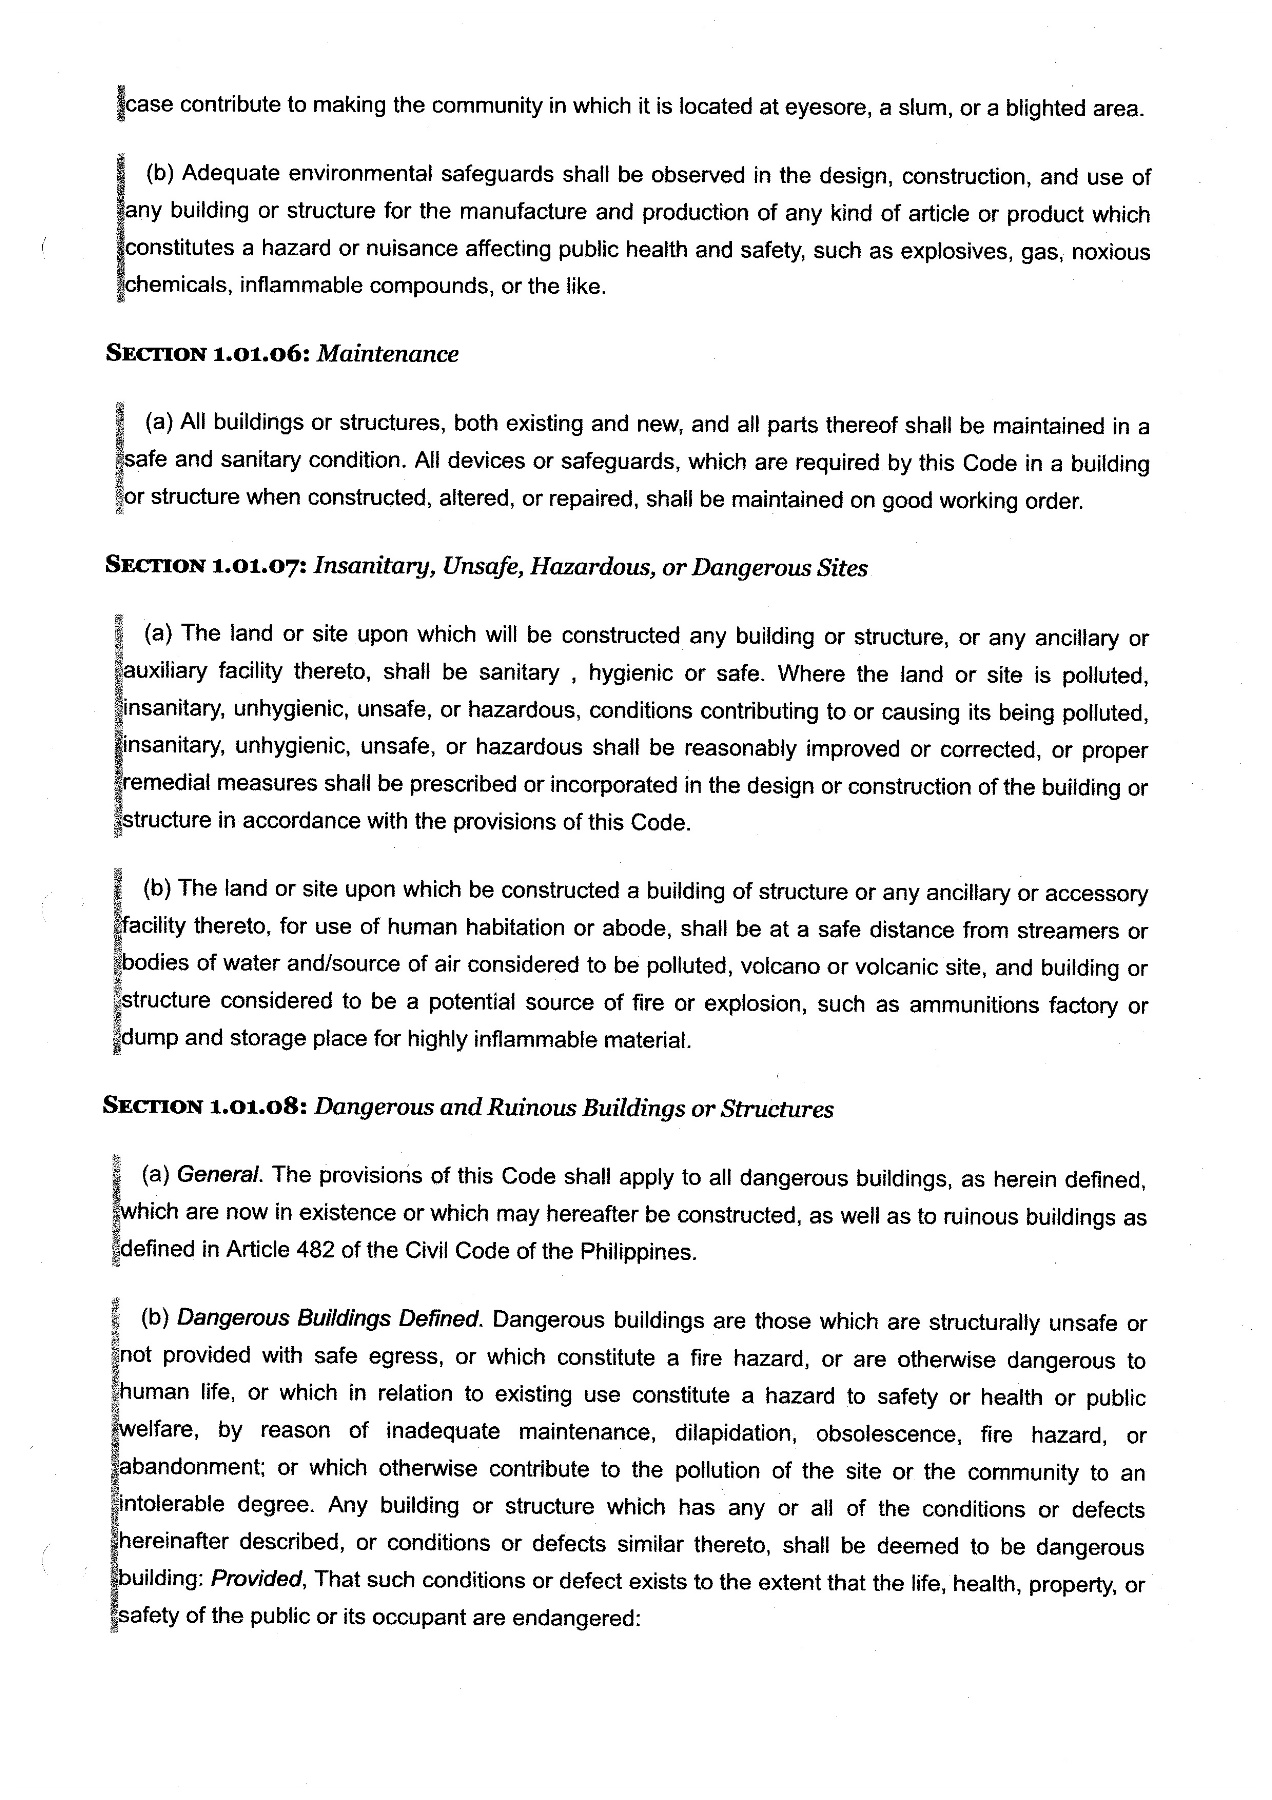 case contribute to making the community in which it is located at eyesore, a slum, or a blighted area.
(b) Adequate environmental safeguards shall be observed in the design, construction, and use of
any building or structure for the manufacture and production of any kind of article or product which
constitutes a hazard or nuisance affecting public health and safety, such as explosives, gas, noxious
chemicals, inflammable compounds, or the like.
SECTION 1.01.06: Maintenance
(a) All buildings or structures, both existing and new, and all parts thereof shall be maintained in a
safe and sanitary condition. All devices or safeguards, which are required by this Code in a building
or structure when constructed, altered, or repaired, shall be maintained on good working order.
SECTION 1.01.07: Insanitary, Unsafe, Hazardous, or Dangerous Sites
(a) The land or site upon which will be constructed any building or structure, or any ancillary or
auxiliary facility thereto, shall be sanitary , hygienic or safe. Where the land or site is polluted,
insanitary, unhygienic, unsafe, or hazardous, conditions contributing to or causing its being polluted,
insanitary, unhygienic, unsafe, or hazardous shall be reasonably improved or corrected, or proper
remedial measures shall be prescribed or incorporated in the design or construction of the building or
structure in accordance with the provisions of this Code.
(b) The land or site upon which be constructed a building of structure or any ancillary or accessory
facility thereto, for use of human habitation or abode, shall be at a safe distance from streamers or
bodies of water and/source of air considered to be polluted, volcano or volcanic site, and building or
structure considered to be a potential source of fire or explosion, such as ammunitions factory or
dump and storage place for highly inflammable material.
SECTION 1.01.08: Dangerous and Ruinous Buildings or Structures
(a) General. The provisions of this Code shall apply to all dangerous buildings, as herein defined,
which are now in existence or which may hereafter be constructed, as well as to ruinous buildings as
defined in Article 482 of the Civil Code of the Philippines.
(b) Dangerous Buildings Defined. Dangerous buildings are those which are structurally unsafe or
not provided with safe egress, or which constitute a fire hazard, or are otherwise dangerous to
human life, or which in relation to existing use constitute a hazard to safety or health or public
welfare, by reason of inadequate maintenance, dilapidation, obsolescence, fire hazard, or
abandonment; or which otherwise contribute to the pollution of the site or the community to an
intolerable degree. Any building or structure which has any or all of the conditions or defects
hereinafter described, or conditions or defects similar thereto, shall be deemed to be dangerous
building: Provided, That such conditions or defect exists to the extent that the life, health, property, or
safety of the public or its occupant are endangered: